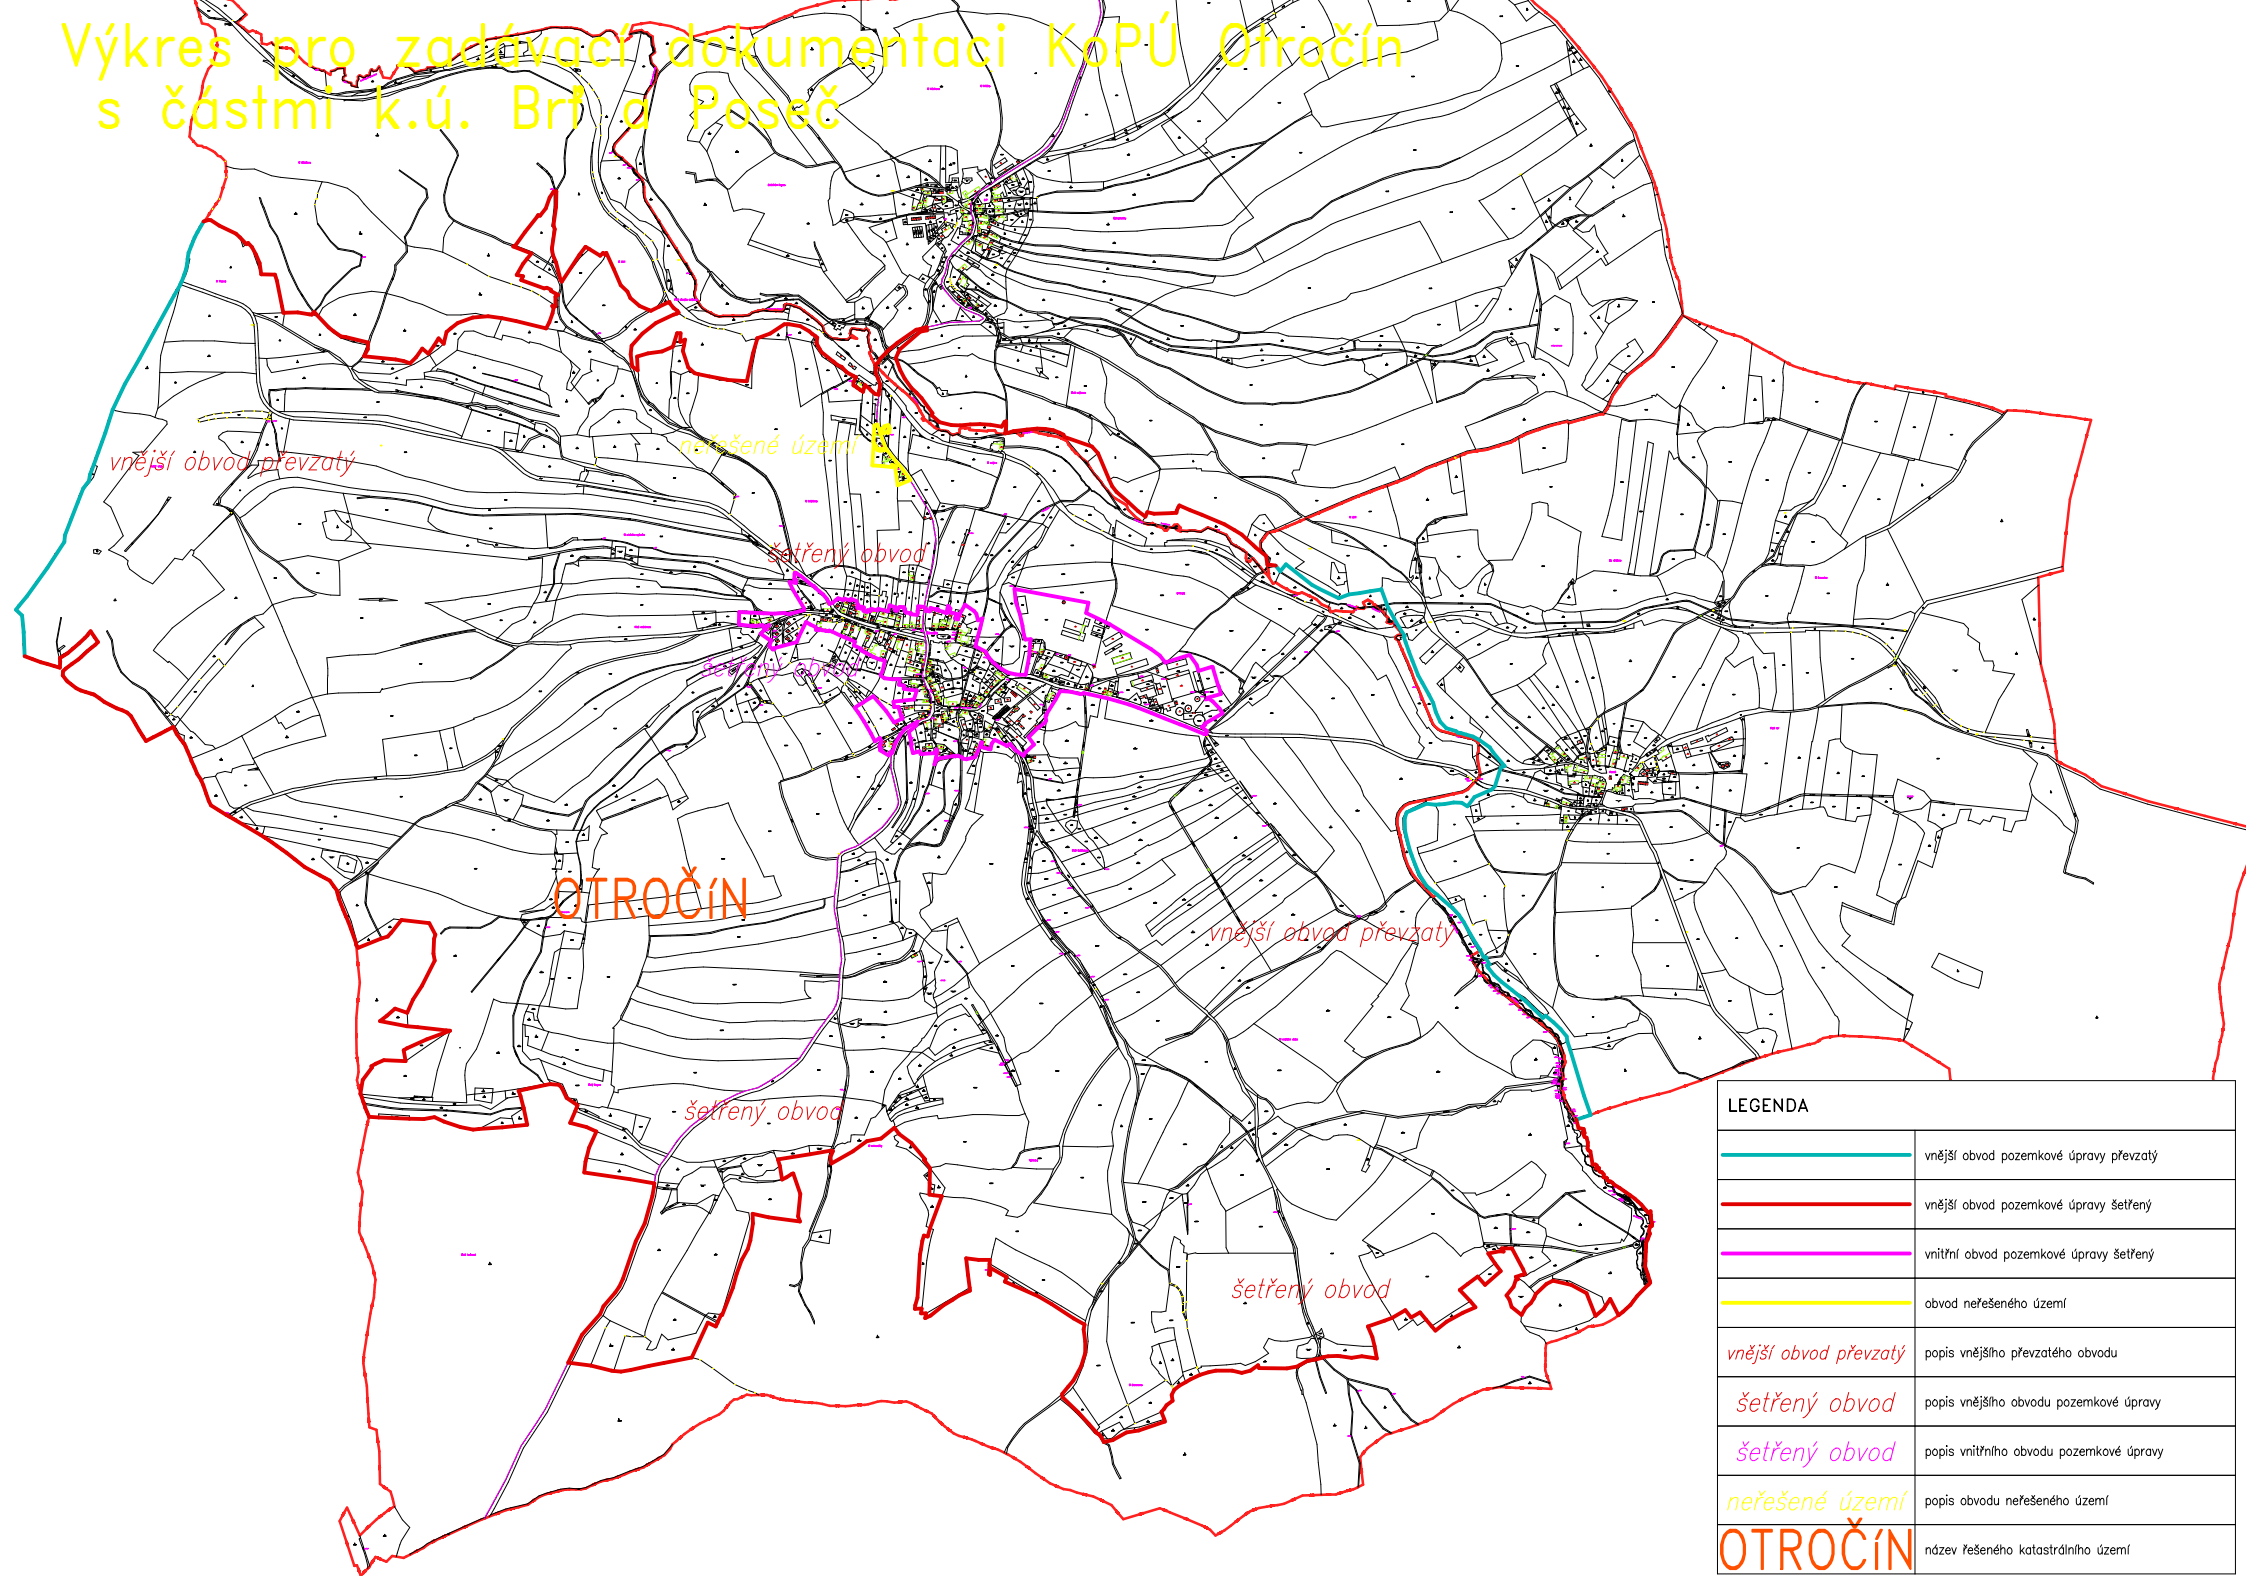 Výkres pro zadávací dokumentaci KoPÚ Otročín
s částmi k.ú. Brť a Poseč
neřešené území
vnější obvod převzatý
šetřený obvod
šetřený obvod
OTROČíN
vnější obvod převzatý
šetřený obvod
šetřený obvod
LEGENDA
vnější obvod pozemkové úpravy převzatý
vnější obvod pozemkové úpravy šetřený
vnitřní obvod pozemkové úpravy šetřený
obvod neřešeného území
vnější obvod převzatý popis vnějšího převzatého obvodu
šetřený obvod popis vnějšího obvodu pozemkové úpravy
šetřený obvod popis vnitřního obvodu pozemkové úpravy
neřešené území popis obvodu neřešeného území
OTROČíN název řešeného katastrálního území